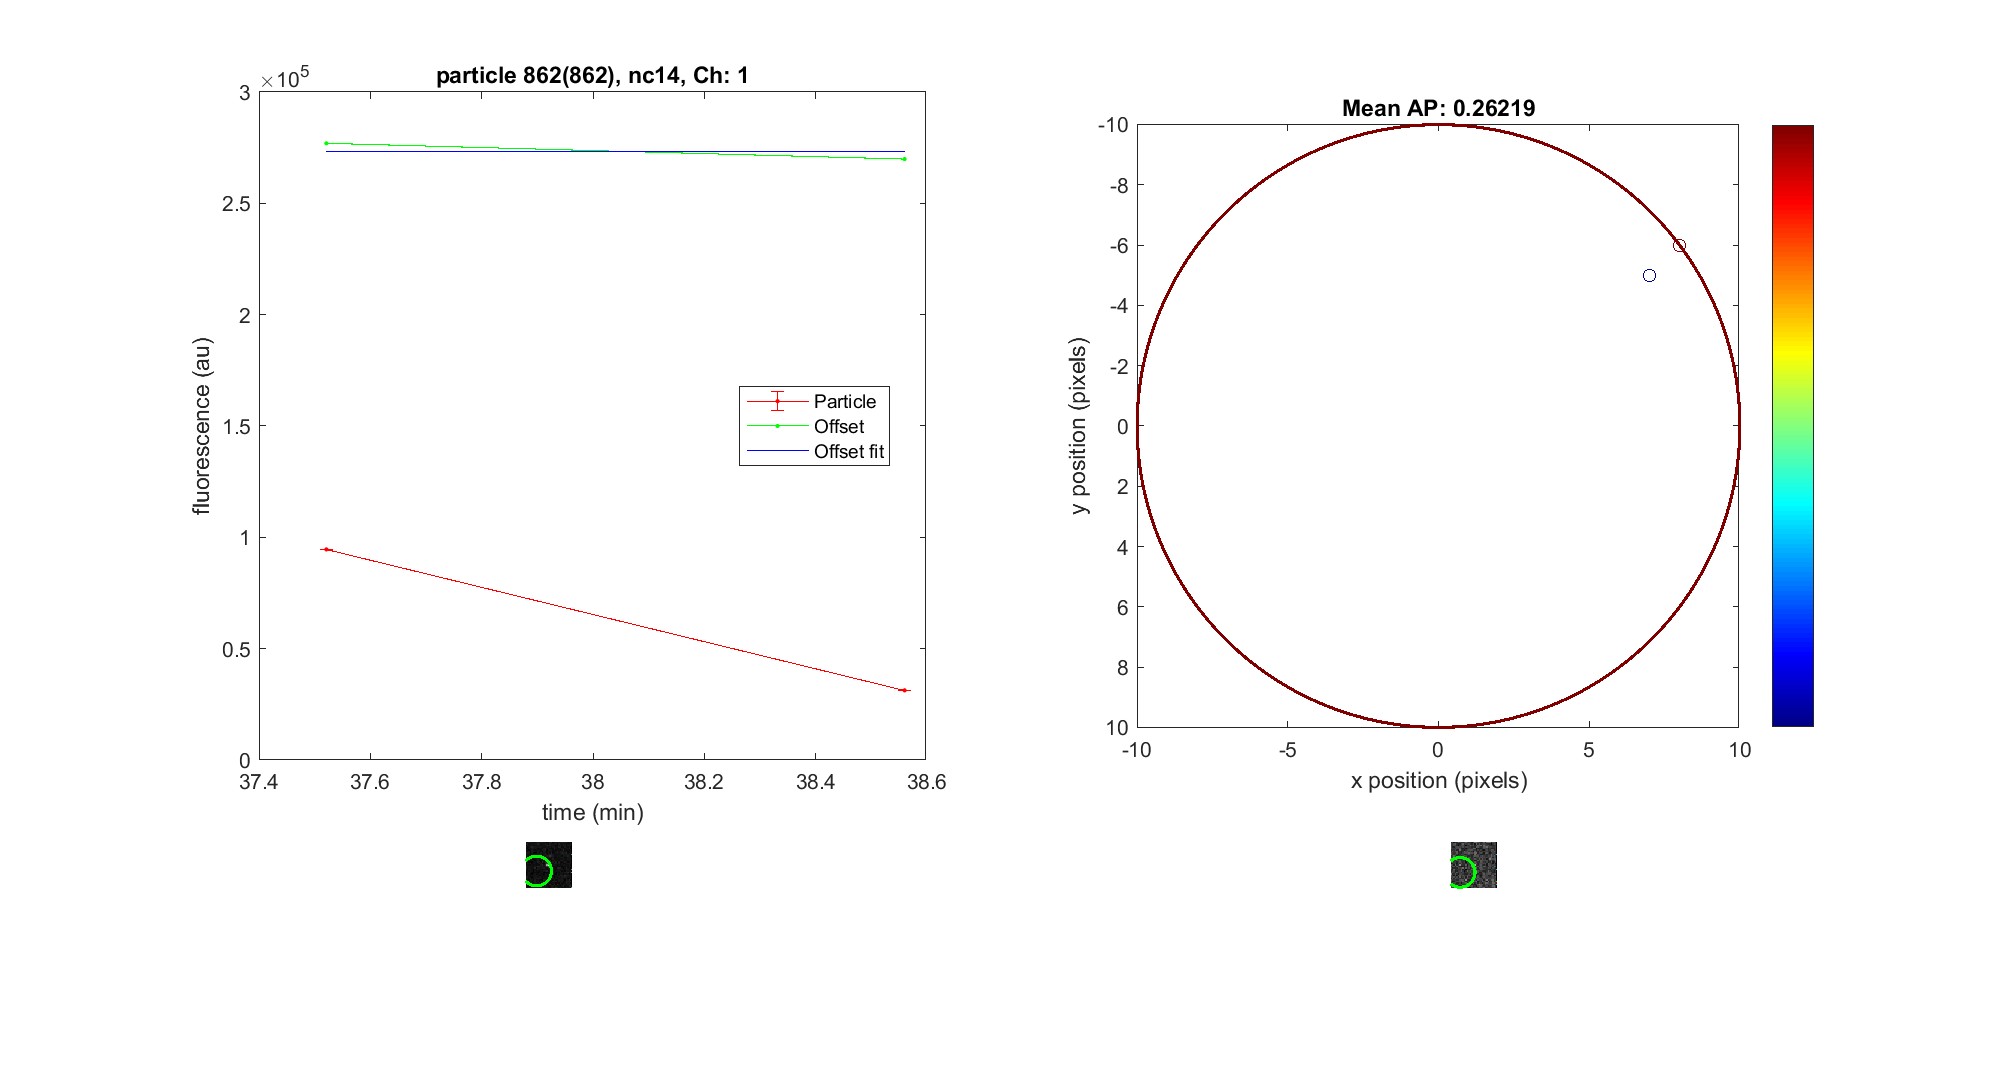 particle 862(862), nc14, Ch: 1
×10^5
3
2.5
2
1.5
1
0.5
0
fluorescence (au)
37.4 37.6 37.8 38 38.2 38.4 38.6
time (min)
Particle
Offset
Offset fit
Mean AP: 0.26219
-10
-8
-6
-4
-2
0
2
4
6
8
10
y position (pixels)
-10 -5 0 5 10
x position (pixels)